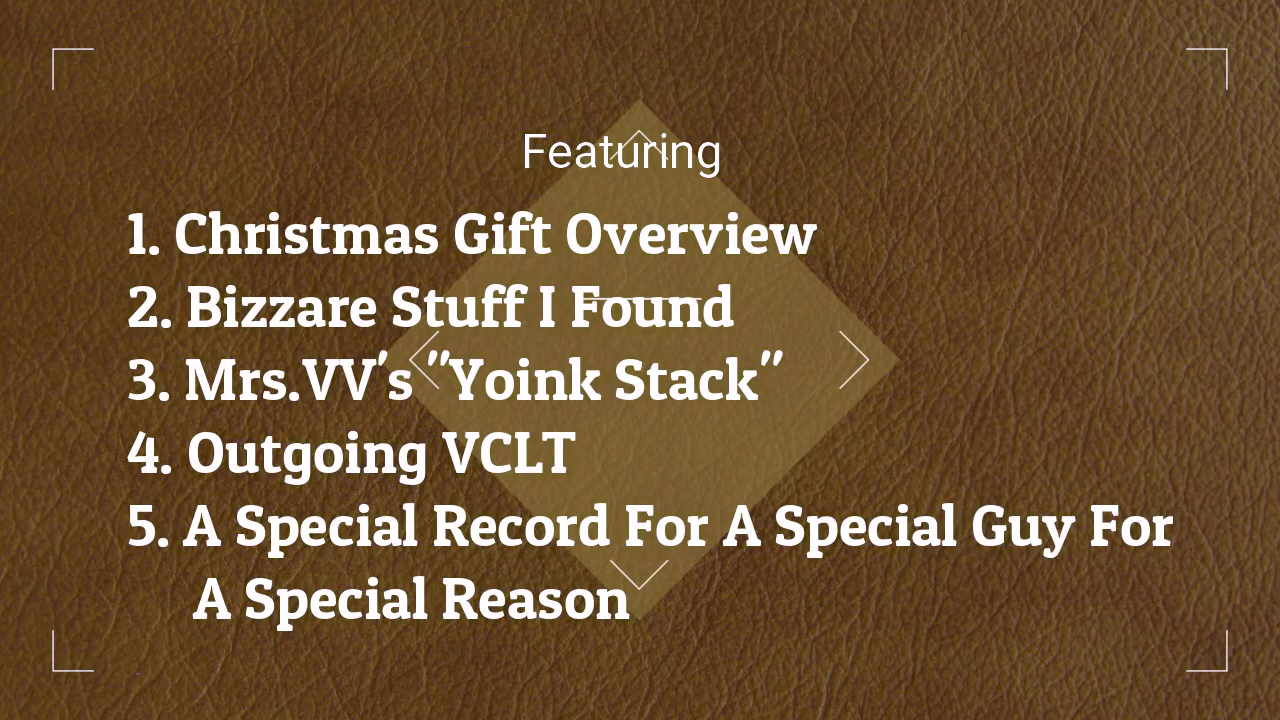 Featuring
1. Christmas Gift Overview
2. Bizzare Stuff I Found
3. Mrs.VV's "Yoink Stack"
4. Outgoing VCLT
5. A Special Record For A Special Guy For
A Special Reason